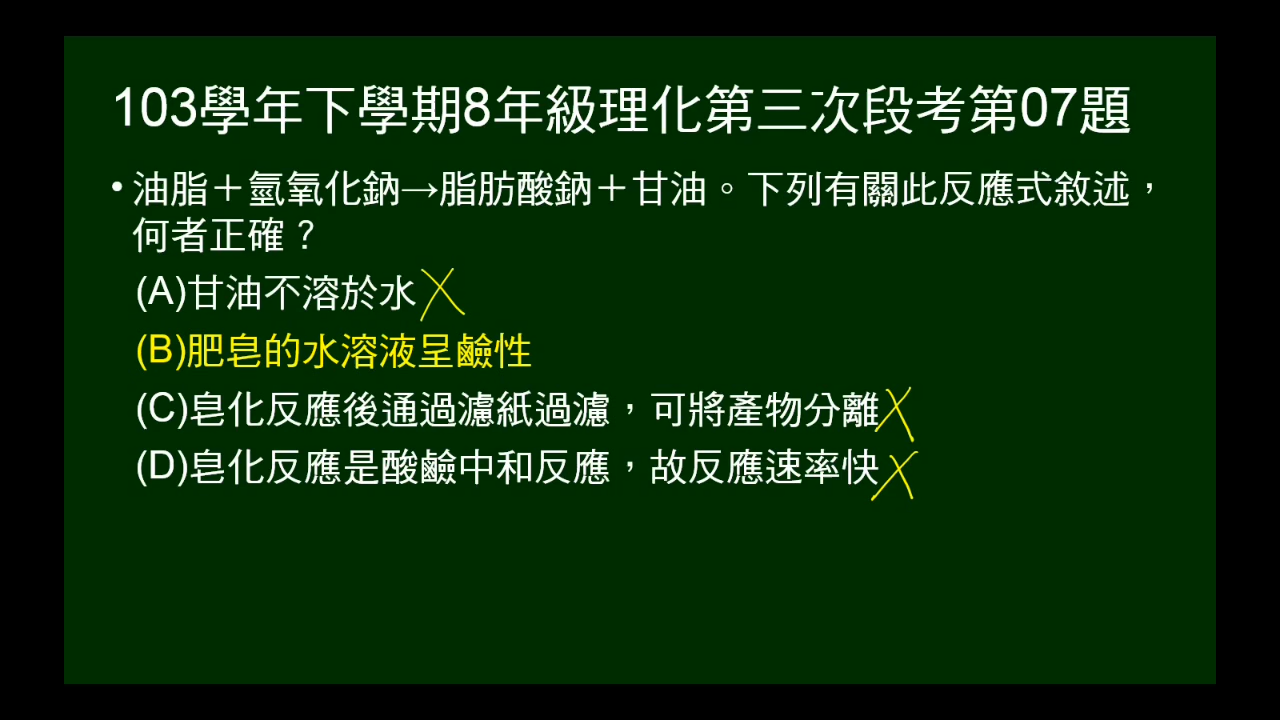 103學年下學期8年級理化第三次段考第07題
•油脂＋氫氧化鈉→脂肪酸鈉＋甘油。下列有關此反應式敘述，
何者正確？
(A)甘油不溶於水
(B)肥皂的水溶液呈鹼性
(C)皂化反應後通過濾紙過濾，可將產物分離
(D)皂化反應是酸鹼中和反應，故反應速率快